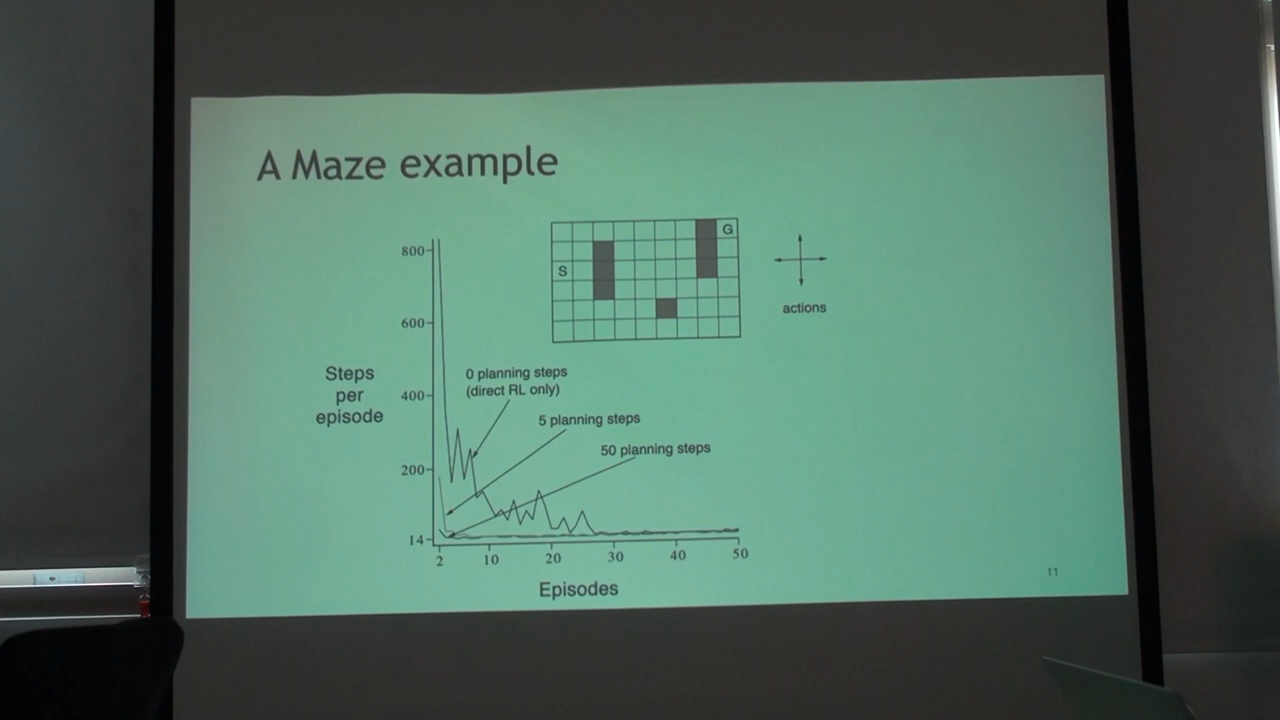 A Maze example
G
S
actions
800
600
400
200
14
Steps
per
episode
0 planning steps
(direct RL only)
5 planning steps
50 planning steps
2 10 20 30 40 50
Episodes
11